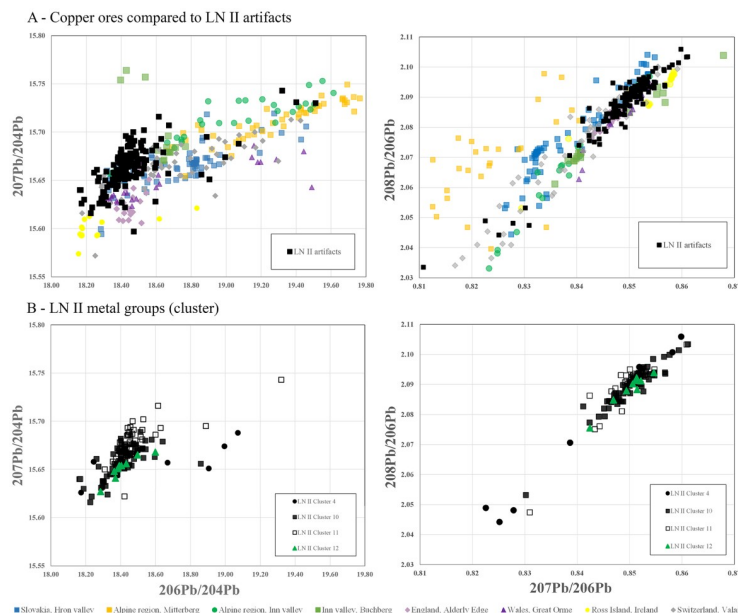 A - Copper ores compared to LN II artifacts
15.80
15.75
15.70
15.65
15.60
15.55
207Pb/204Pb
18.00 18.20 18.40 18.60 18.80 19.00 19.20 19.40 19.60 19.80
LN II artifacts
2.11
2.10
2.09
2.08
2.07
2.06
2.05
2.04
2.03
208Pb/206Pb
0.81 0.82 0.83 0.84 0.85 0.86 0.87
LN II artifacts
B - LN II metal groups (cluster)
15.80
15.75
15.70
15.65
15.60
15.55
207Pb/204Pb
18.00 18.20 18.40 18.60 18.80 19.00 19.20 19.40 19.60 19.80
206Pb/204Pb
LN II Cluster 4
LN II Cluster 10
LN II Cluster 11
LN II Cluster 12
2.11
2.10
2.09
2.08
2.07
2.06
2.05
2.04
2.03
208Pb/206Pb
0.81 0.82 0.83 0.84 0.85 0.86 0.87
207Pb/206Pb
LN II Cluster 4
LN II Cluster 10
LN II Cluster 11
LN II Cluster 12
Slovakia, Hron valley Alpine region, Mitterberg Alpine region, Inn valley Inn valley, Buchberg England, Alderly Edge Wales, Great Orme Ross Island, Ireland Switzerland, Vala